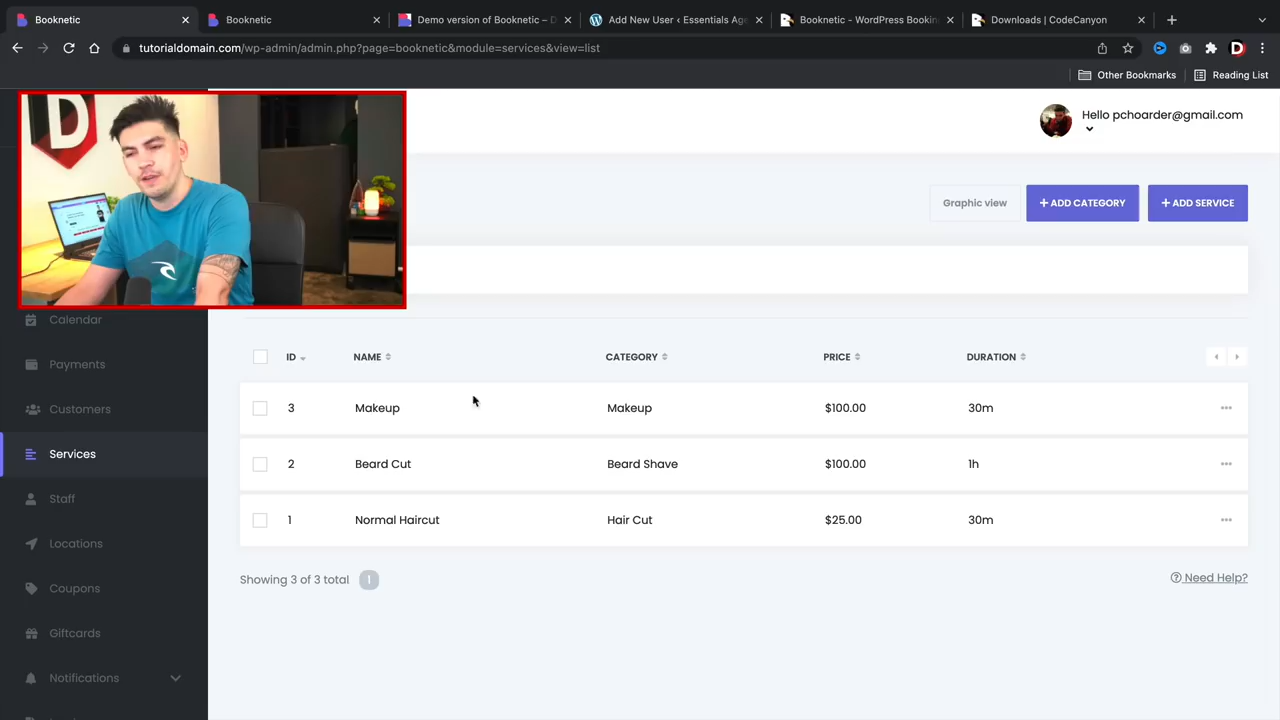 Booknetic
Booknetic
Demo version of Booknetic – D
Add New User ‹ Essentials Age
Booknetic - WordPress Bookin
Downloads | CodeCanyon
tutorialdomain.com/wp-admin/admin.php?page=booknetic&module=services&view=list
Other Bookmarks
Reading List
D
Hello pchoarder@gmail.com
Graphic view
+ ADD CATEGORY
+ ADD SERVICE
Calendar
Payments
Customers
Services
Staff
Locations
Coupons
Giftcards
Notifications
ID NAME CATEGORY PRICE DURATION
3 Makeup Makeup $100.00 30m
2 Beard Cut Beard Shave $100.00 1h
1 Normal Haircut Hair Cut $25.00 30m
Showing 3 of 3 total 1
Need Help?